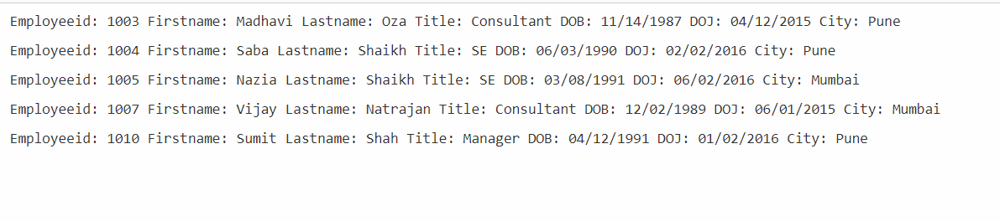 Employeeid: 1003 Firstname: Madhavi Lastname: Oza Title: Consultant DOB: 11/14/1987 DOJ: 04/12/2015 City: Pune
Employeeid: 1004 Firstname: Saba Lastname: Shaikh Title: SE DOB: 06/03/1990 DOJ: 02/02/2016 City: Pune
Employeeid: 1005 Firstname: Nazia Lastname: Shaikh Title: SE DOB: 03/08/1991 DOJ: 06/02/2016 City: Mumbai
Employeeid: 1007 Firstname: Vijay Lastname: Natrajan Title: Consultant DOB: 12/02/1989 DOJ: 06/01/2015 City: Mumbai
Employeeid: 1010 Firstname: Sumit Lastname: Shah Title: Manager DOB: 04/12/1991 DOJ: 01/02/2016 City: Pune